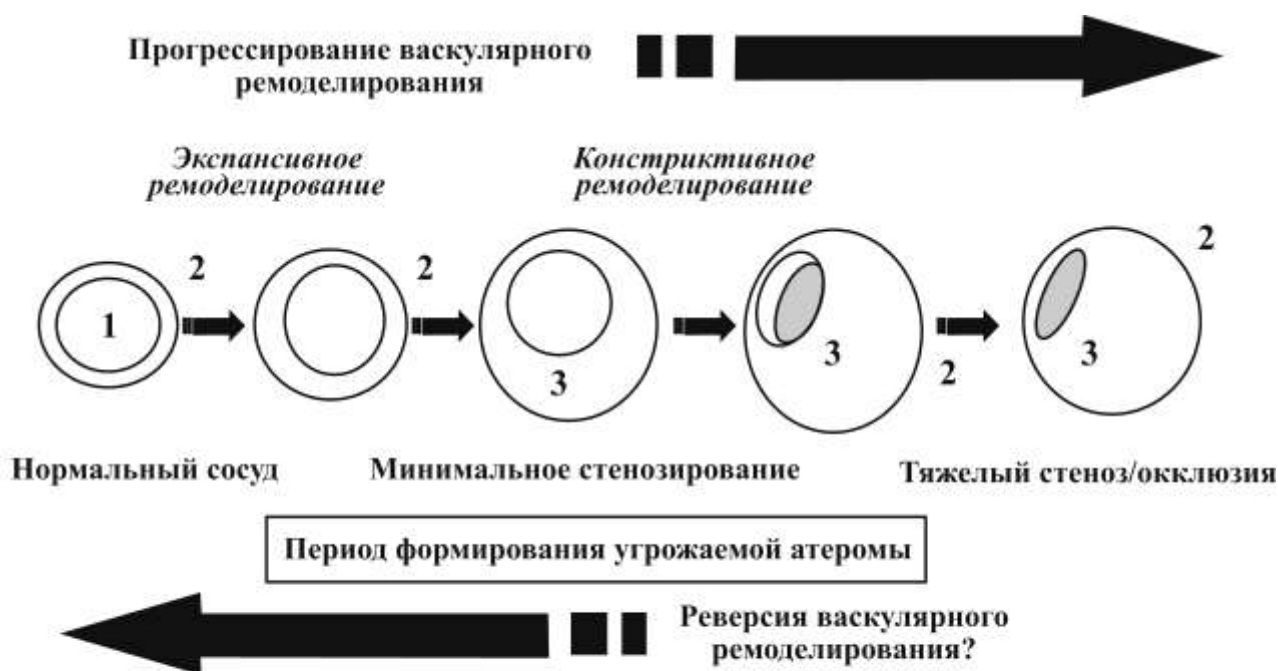 Прогрессирование васкулярного
ремоделирования
Экспансивное
ремоделирование
Констриктивное
ремоделирование
2
2
2
1
3
3
2
3
Нормальный сосуд
Минимальное стенозирование
Тяжелый стеноз/окклюзия
Период формирования угрожаемой атеромы
Реверсия васкулярного
ремоделирования?